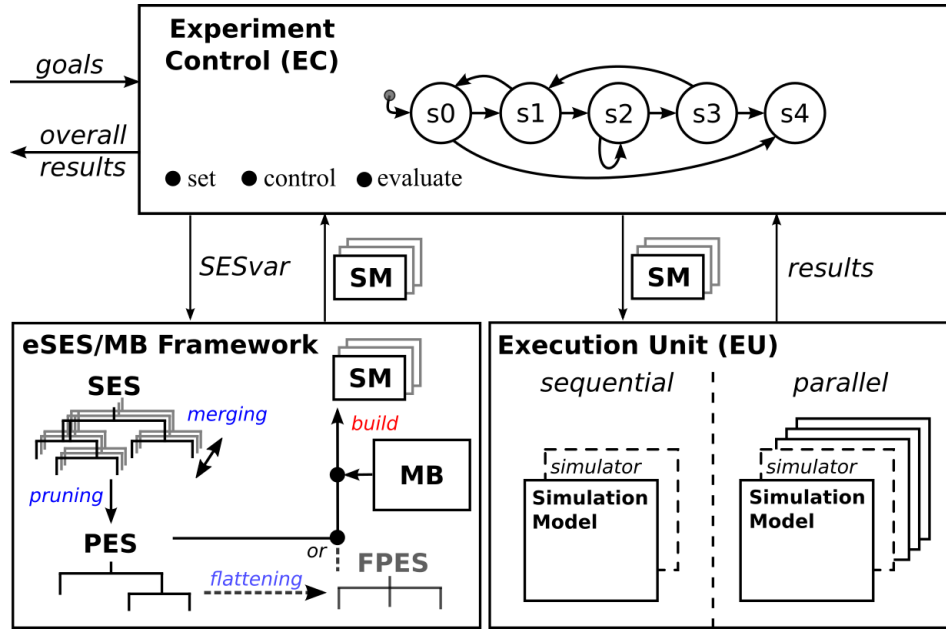 Experiment
Control (EC)
goals
overall
results
s0
s1
s2
s3
s4
set
control
evaluate
SESvar
SM
SM
results
eSES/MB Framework
SES
merging
pruning
PES
flattening
or
FPES
SM
build
MB
Execution Unit (EU)
sequential
parallel
simulator
Simulation
Model
simulator
Simulation
Model